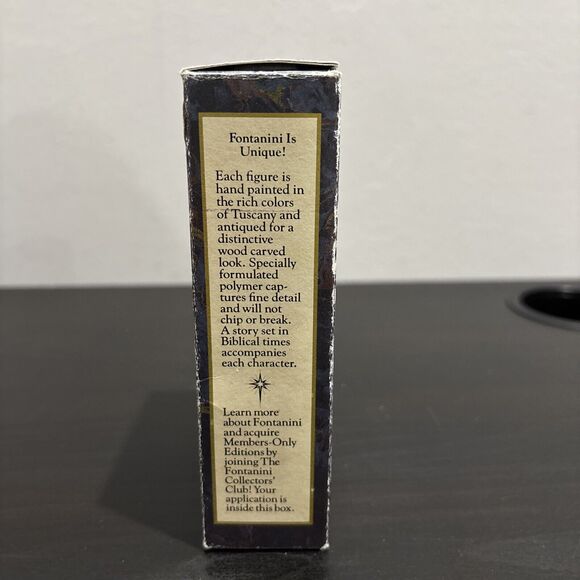 Fontanini Is
Unique!
Each figure is
hand painted in
the rich colors
of Tuscany and
antiqued for a
distinctive
wood carved
look. Specially
formulated
polymer cap-
tures fine detail
and will not
chip or break.
A story set in
Biblical times
accompanies
each character.
Learn more
about Fontanini
and acquire
Members-Only
Editions by
joining The
Fontanini
Collectors'
Club! Your
application is
inside this box.